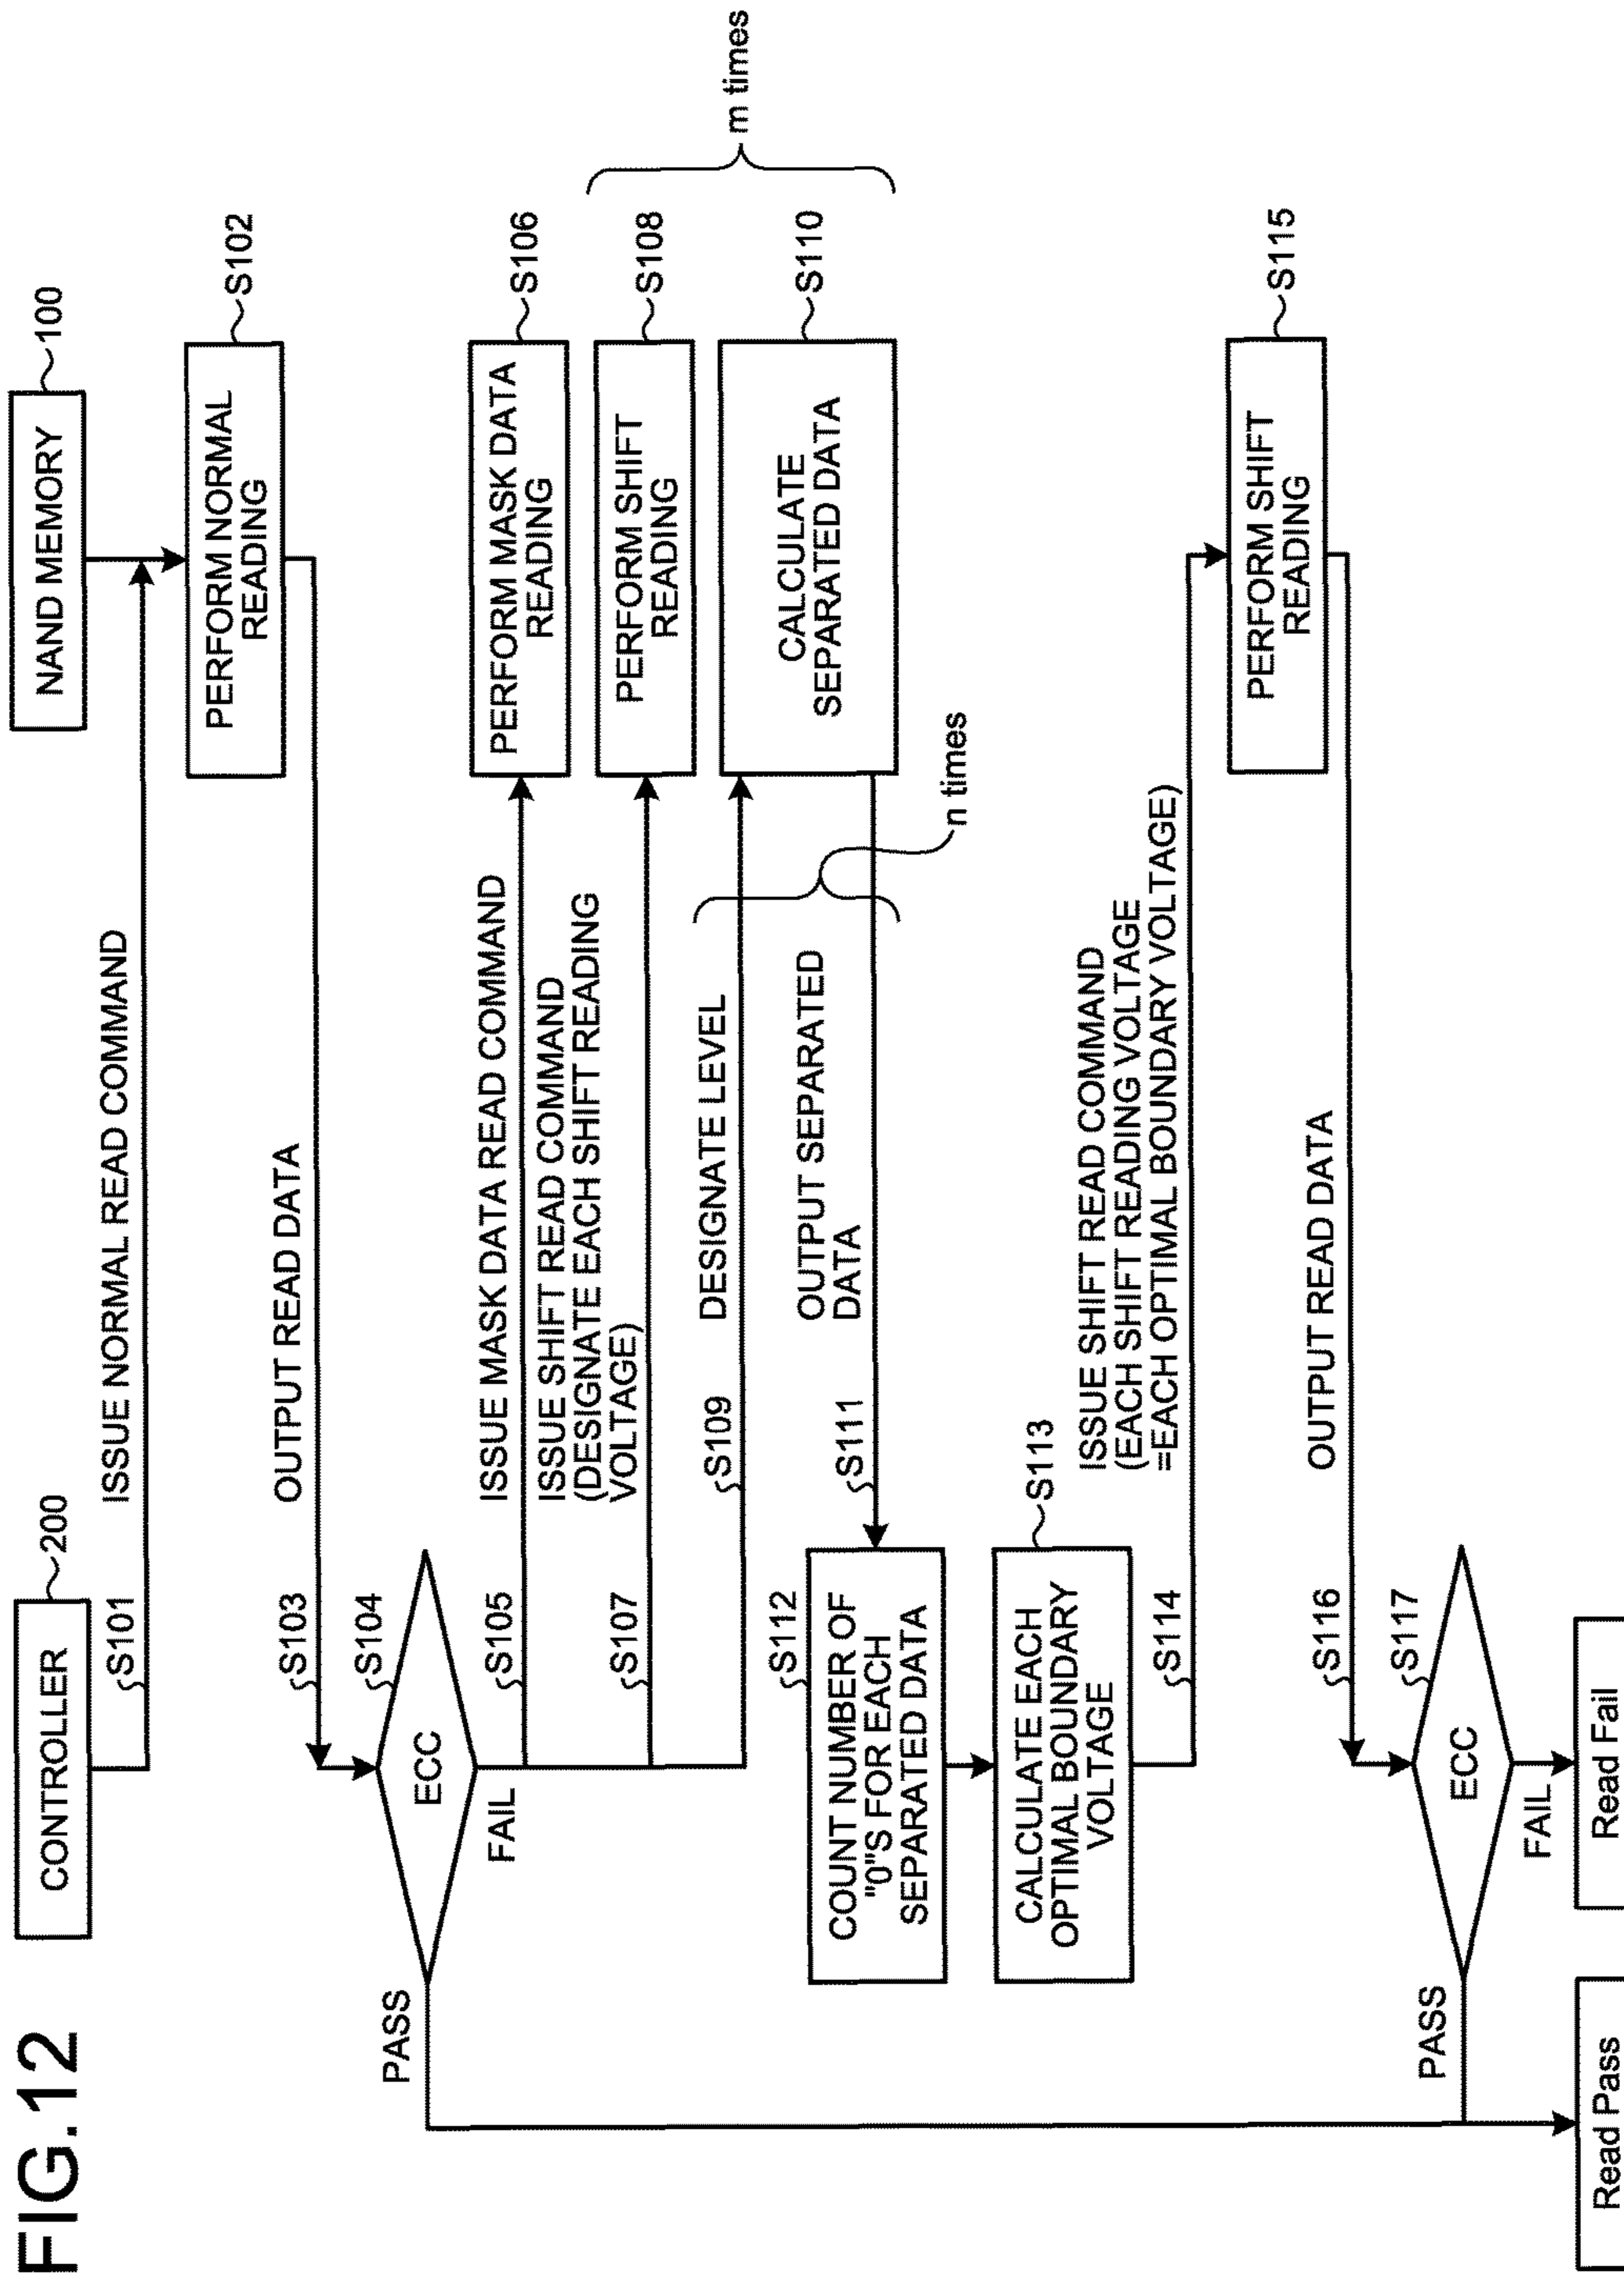 FIG.12
CONTROLLER
200
NAND MEMORY
100
S101
ISSUE NORMAL READ COMMAND
PERFORM NORMAL
READING
S102
S103
OUTPUT READ DATA
S104
ECC
PASS
FAIL
S105
ISSUE MASK DATA READ COMMAND
PERFORM MASK DATA
READING
S106
S107
ISSUE SHIFT READ COMMAND
(DESIGNATE EACH SHIFT READING
VOLTAGE)
PERFORM SHIFT
READING
S108
S109
DESIGNATE LEVEL
CALCULATE
SEPARATED DATA
S110
m times
S111
OUTPUT SEPARATED
DATA
n times
S112
COUNT NUMBER OF
"0"S FOR EACH
SEPARATED DATA
CALCULATE EACH
OPTIMAL BOUNDARY
VOLTAGE
S113
S114
ISSUE SHIFT READ COMMAND
(EACH SHIFT READING VOLTAGE
=EACH OPTIMAL BOUNDARY VOLTAGE)
PERFORM SHIFT
READING
S115
S116
OUTPUT READ DATA
S117
ECC
PASS
FAIL
Read Pass
Read Fail